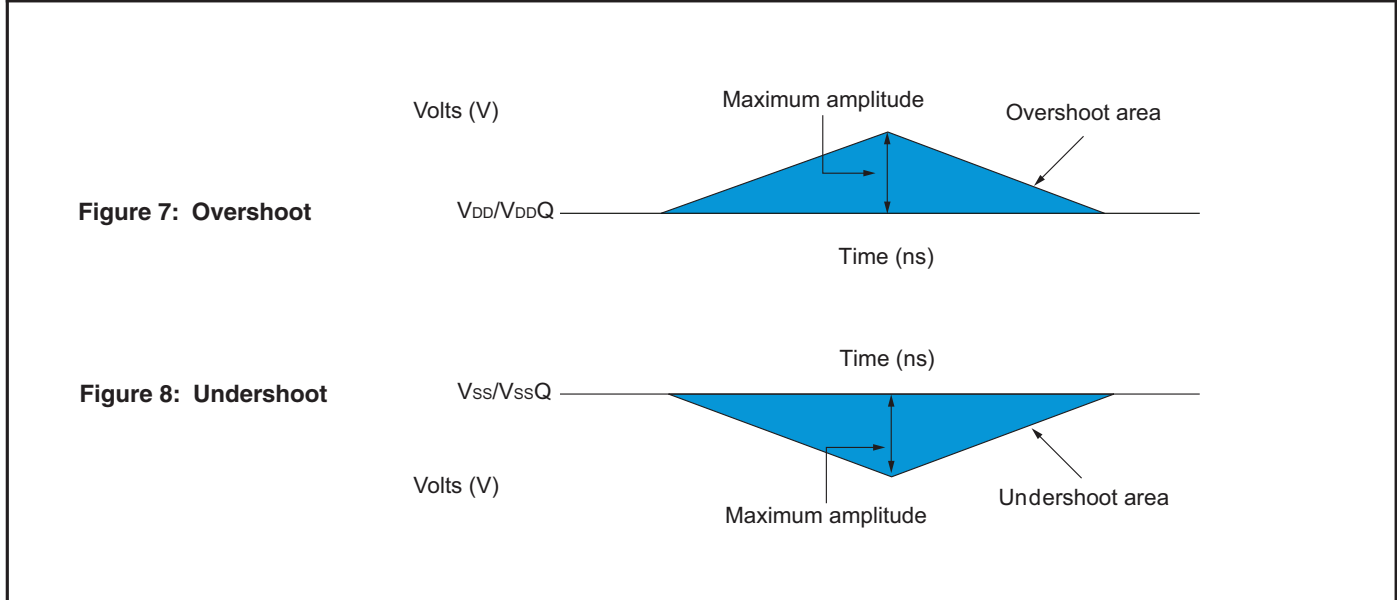 Volts (V)
Maximum amplitude
Overshoot area
Figure 7: Overshoot
VDD/VDDQ
Time (ns)
Time (ns)
Figure 8: Undershoot
Vss/VssQ
Volts (V)
Maximum amplitude
Undershoot area